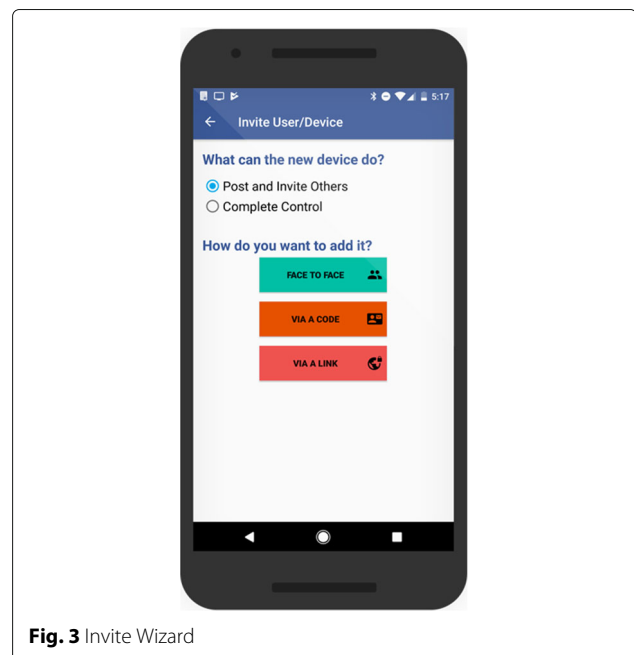 5:17
Invite User/Device
What can the new device do?
Post and Invite Others
Complete Control
How do you want to add it?
FACE TO FACE
VIA A CODE
VIA A LINK
Fig. 3 Invite Wizard